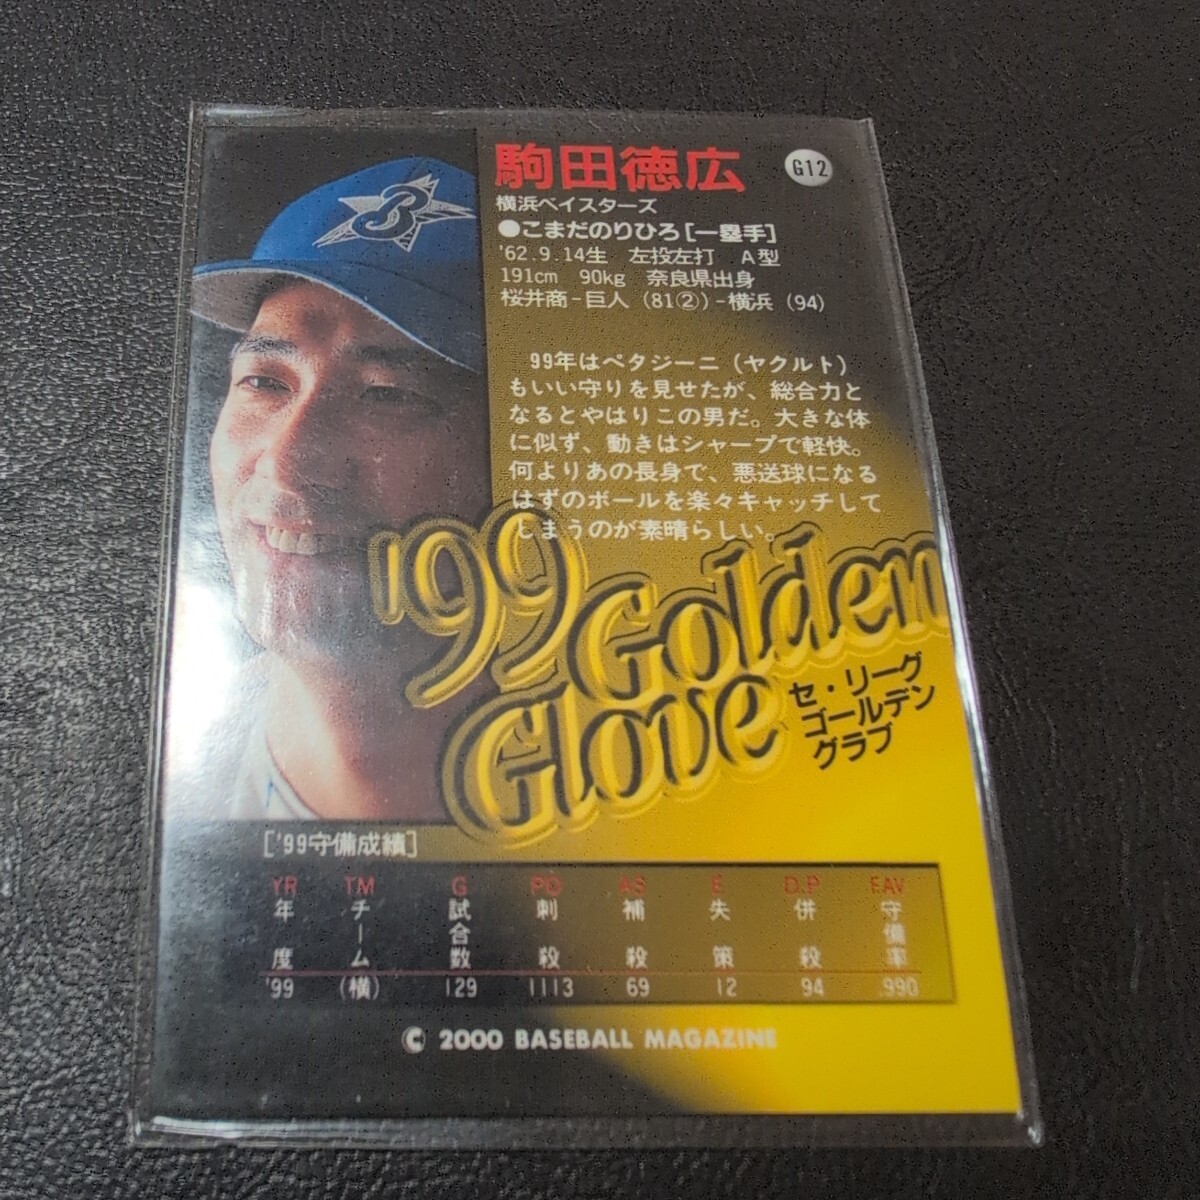 B
駒田徳広
G12
横浜ベイスターズ
●こまだのりひろ[一塁手]
'62.9.14生 左投左打 A型
191cm 90kg 奈良県出身
桜井商-巨人(81②)-横浜(94)
99年はペタジーニ(ヤクルト)
もいい守りを見せたが、総合力と
なるとやはりこの男だ。大きな体
に似ず、動きはシャープで軽快。
何よりあの長身で、悪送球になる
はずのボールを楽々キャッチして
しまうのが素晴らしい。
'99 Golden
Glove
セ・リーグ
ゴールデン
グラブ
['99守備成績]
YR TM G PO AS E D.P FAV
年度 チーム 試合数 刺殺 補殺 失策 併殺 守備率
'99 (横) 129 1113 69 12 94 .990
© 2000 BASEBALL MAGAZINE